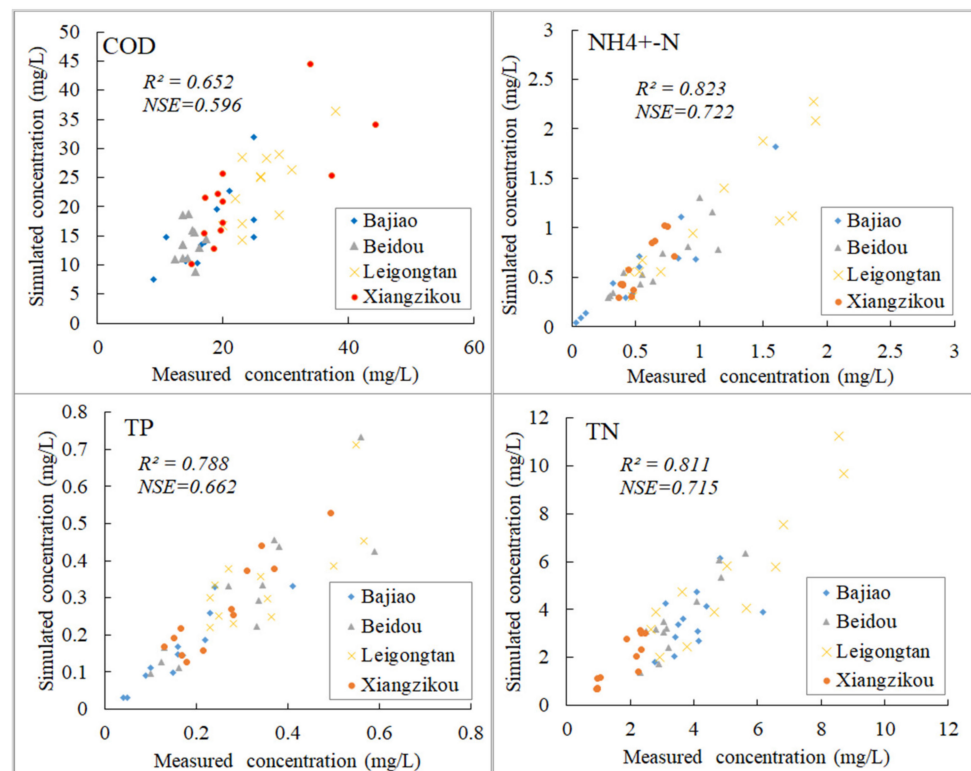 COD
R² = 0.652
NSE=0.596
Simulated concentration (mg/L)
50
45
40
35
30
25
20
15
10
5
0
0 20 40 60
Measured concentration (mg/L)
Bajiao
Beidou
Leigongtan
Xiangzikou
NH4+-N
R² = 0.823
NSE=0.722
Simulated concentration (mg/L)
3
2.5
2
1.5
1
0.5
0
0 0.5 1 1.5 2 2.5 3
Measured concentration (mg/L)
Bajiao
Beidou
Leigongtan
Xiangzikou
TP
R² = 0.788
NSE=0.662
Simulated concentration (mg/L)
0.8
0.7
0.6
0.5
0.4
0.3
0.2
0.1
0
0 0.2 0.4 0.6 0.8
Measured concentration (mg/L)
Bajiao
Beidou
Leigongtan
Xiangzikou
TN
R² = 0.811
NSE=0.715
Simulated concentration (mg/L)
12
10
8
6
4
2
0
0 2 4 6 8 10 12
Measured concentration (mg/L)
Bajiao
Beidou
Leigongtan
Xiangzikou